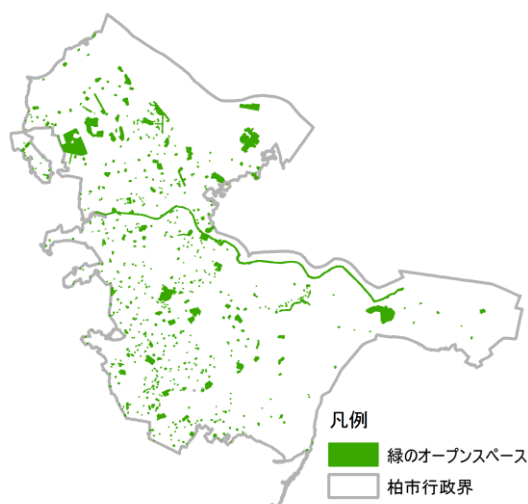 凡例
緑のオープンスペース
柏市行政界